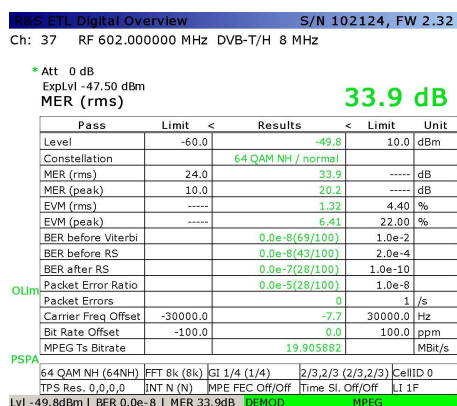 R&S ETL Digital Overview S/N 102124, FW 2.32
Ch: 37 RF 602.000000 MHz DVB-T/H 8 MHz
* Att 0 dB
ExpLvl -47.50 dBm
MER (rms) 33.9 dB
Pass Limit < Results < Limit Unit
Level -60.0 -49.8 10.0 dBm
Constellation 64 QAM NH / normal
MER (rms) 24.0 33.9 ----- dB
MER (peak) 10.0 20.2 ----- dB
EVM (rms) ----- 1.32 4.40 %
EVM (peak) ----- 6.41 22.00 %
BER before Viterbi 0.0e-8(69/100) 1.0e-2
BER before RS 0.0e-8(43/100) 2.0e-4
BER after RS 0.0e-7(28/100) 1.0e-10
Packet Error Ratio 0.0e-5(28/100) 1.0e-8
OLim
Packet Errors 0 1 /s
Carrier Freq Offset -30000.0 -7.7 30000.0 Hz
Bit Rate Offset -100.0 0.0 100.0 ppm
MPEG Ts Bitrate 19.905882 MBit/s
PSPA
64 QAM NH (64NH) FFT 8k (8k) GI 1/4 (1/4) 2/3,2/3 (2/3,2/3) CellID 0
TPS Res. 0,0,0,0 INT N (N) MPE FEC Off/Off Time Sl. Off/Off LI 1F
Lvl -49.8dBm | BER 0.0e-8 | MER 33.9dB DEMOD MPEG